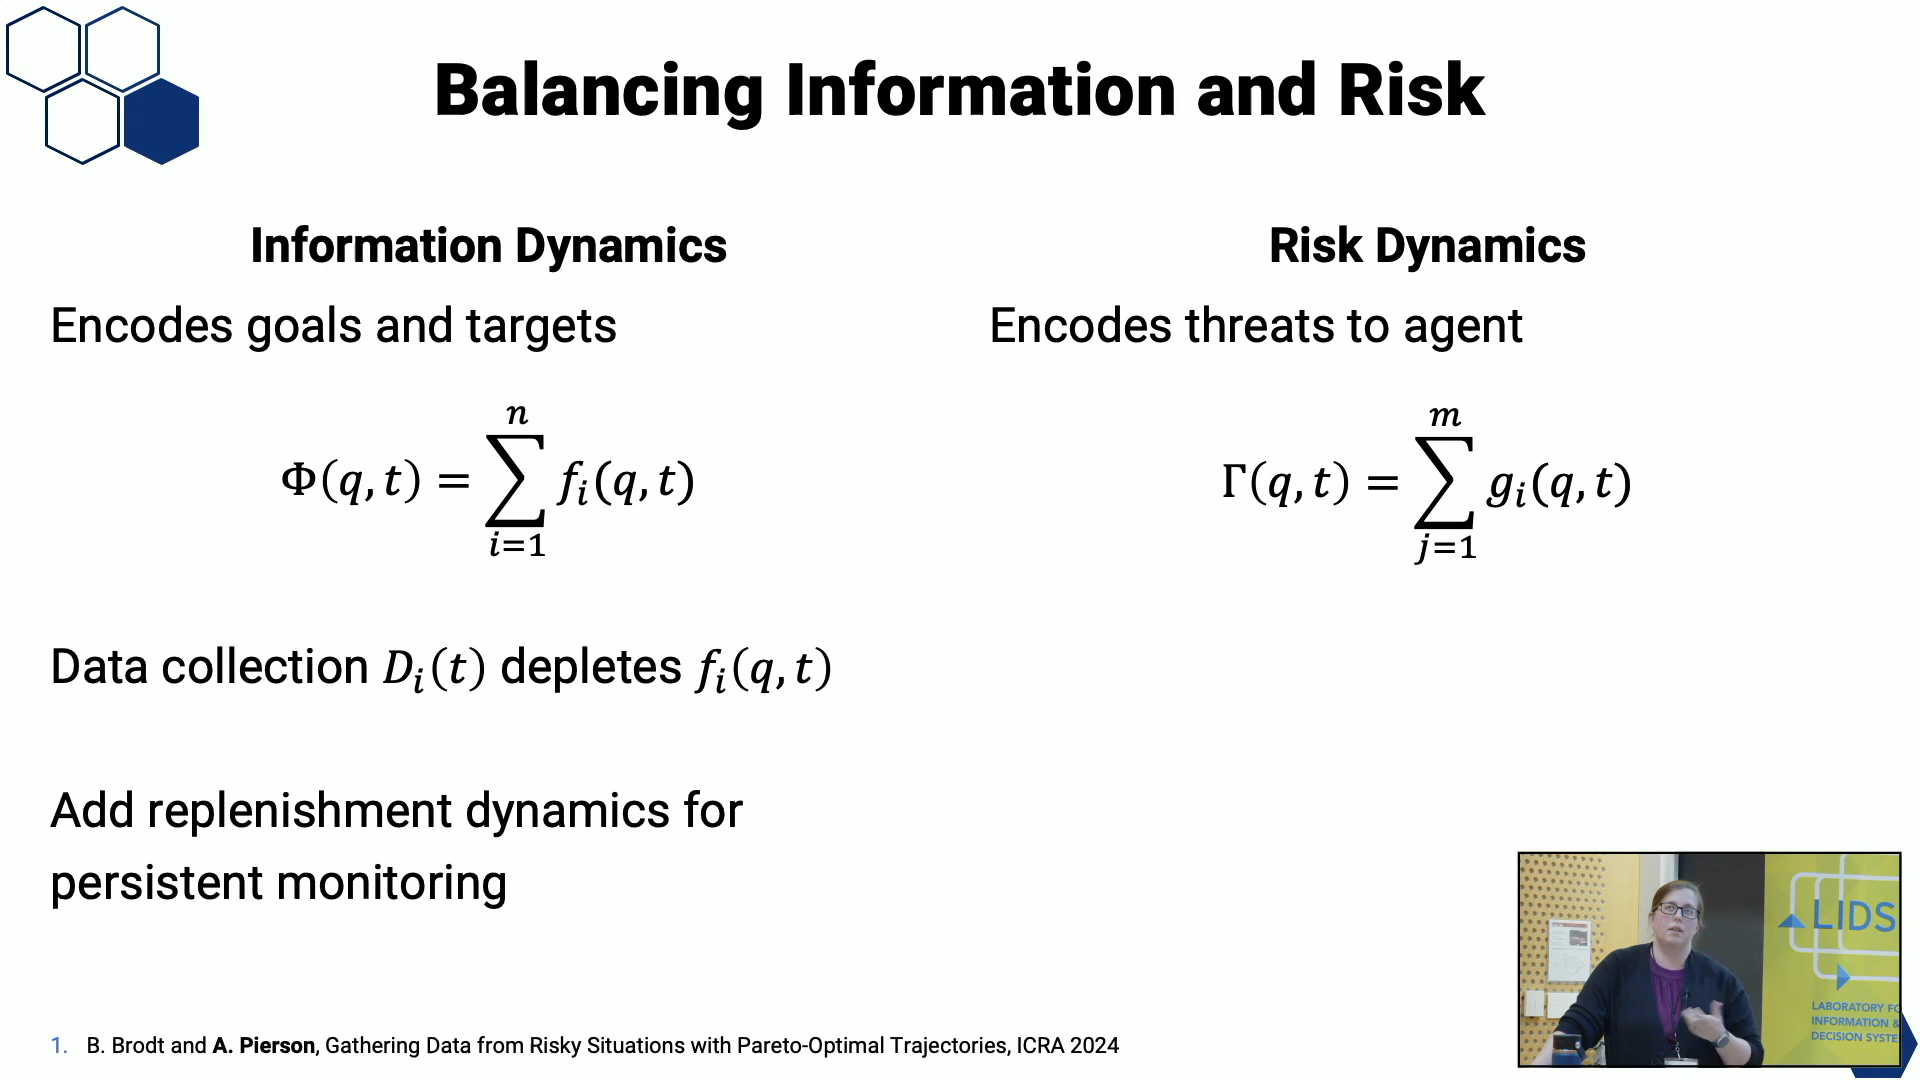 Balancing Information and Risk
Information Dynamics
Encodes goals and targets
Φ(q, t) = ∑_{i=1}^{n} f_i(q, t)
Data collection D_i(t) depletes f_i(q, t)
Add replenishment dynamics for
persistent monitoring
Risk Dynamics
Encodes threats to agent
Γ(q, t) = ∑_{j=1}^{m} g_i(q, t)
1. B. Brodt and A. Pierson, Gathering Data from Risky Situations with Pareto-Optimal Trajectories, ICRA 2024
LIDS
LABORATORY FO
INFORMATION &
DECISION SYSTE